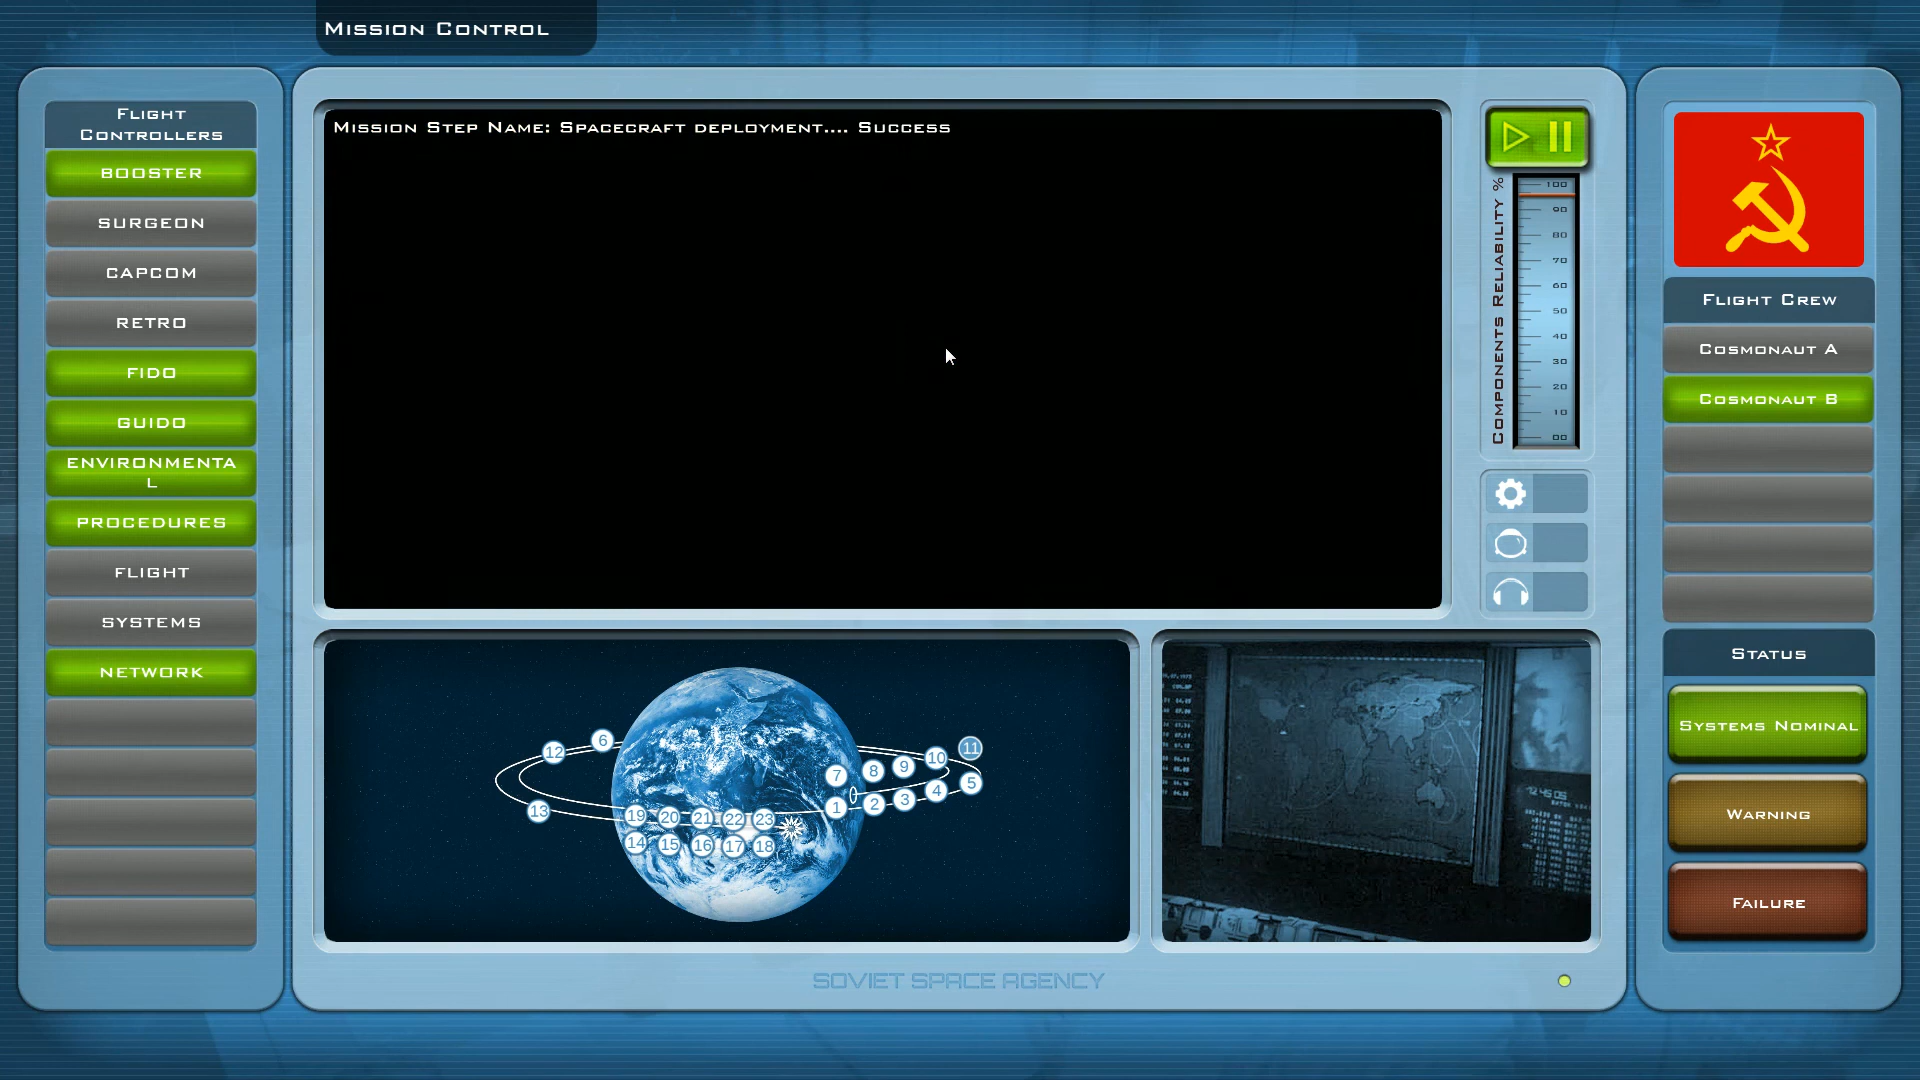 Mission Control
Flight
Controllers
BOOSTER
SURGEON
CAPCOM
RETRO
FIDO
GUIDO
ENVIRONMENTA
L
PROCEDURES
FLIGHT
SYSTEMS
NETWORK
Mission Step Name: Spacecraft deployment.... Success
Components Reliability %
100
90
80
70
60
50
40
30
20
10
00
Flight Crew
Cosmonaut A
Cosmonaut B
Status
Systems Nominal
Warning
Failure
12 6 11
10
7 8 9
5
1 2 3 4
13
19 20 21 22 23
14 15 16 17 18
SOVIET SPACE AGENCY